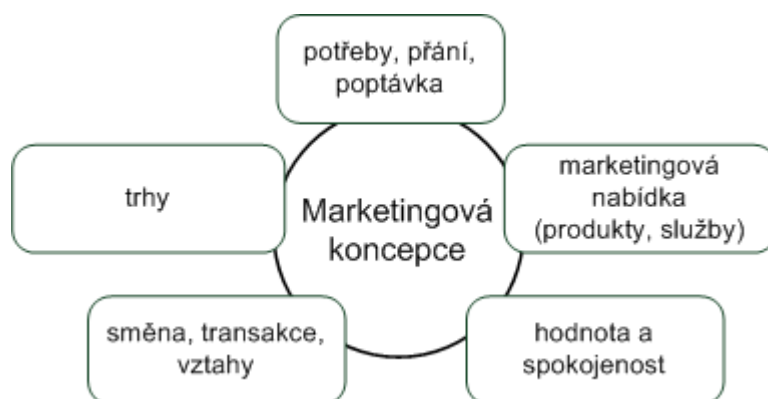 potřeby, přání,
poptávka
trhy
Marketingová
koncepce
marketingová
nabídka
(produkty, služby)
směna, transakce,
vztahy
hodnota a
spokojenost